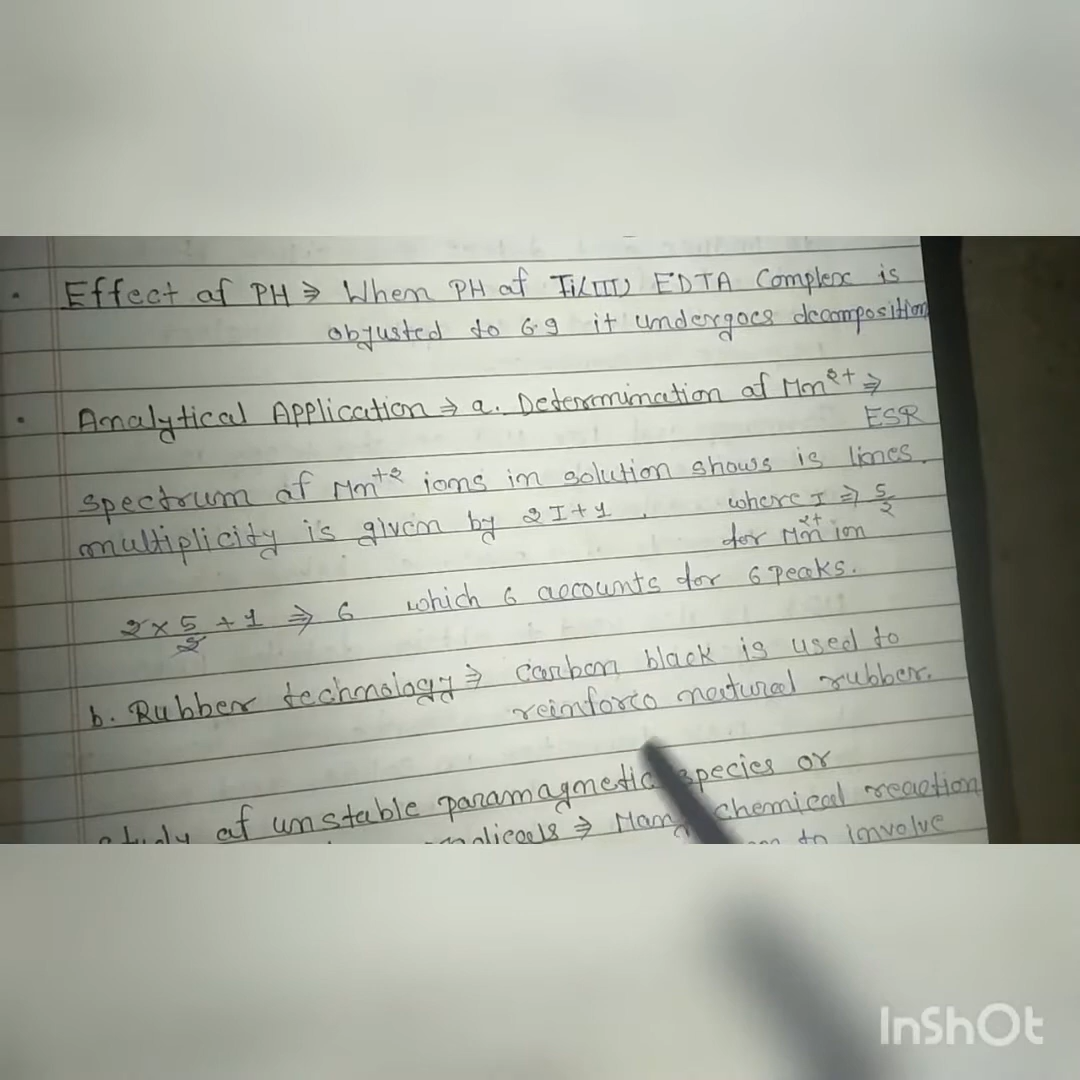 Effect of PH ⇒ When PH of Ti(III) EDTA Complex is
objusted to 6.9 it undergoes decomposition
Analytical Application ⇒ a. Determination of Mn²⁺ ⇒
ESR
spectrum of Mn⁺² ions in solution shows is lines.
multiplicity is given by 2I+1. where I ⇒ 5/2
for Mn²⁺ ion
2 × 5/2 + 1 ⇒ 6 which 6 accounts for 6 peaks.
b. Rubber technology ⇒ carbon black is used to
reinforce natural rubber.
of unstable paramagnetic species or
⇒ Many chemical reaction
to involve
InShOt